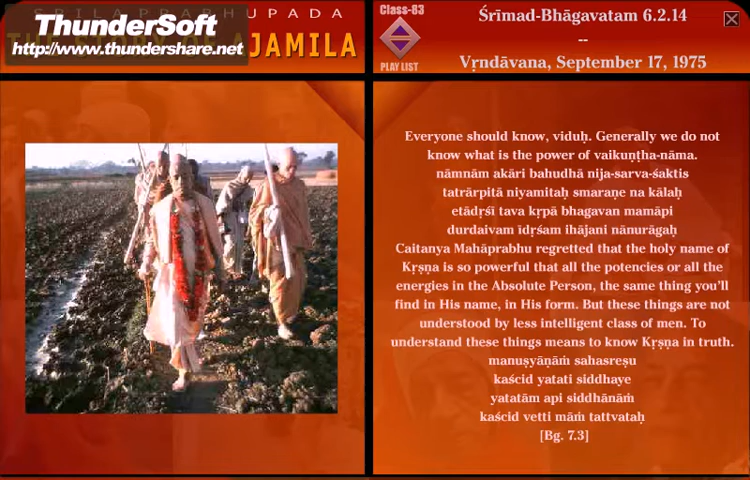 SRILA PRABHUPADA
THE STORY OF AJAMILA
ThunderSoft
http://www.thundershare.net
Class-63
PLAY LIST
Śrīmad-Bhāgavatam 6.2.14
--
Vṛndāvana, September 17, 1975
Everyone should know, viduḥ. Generally we do not
know what is the power of vaikuṇṭha-nāma.
nāmnām akāri bahudhā nija-sarva-śaktis
tatrārpitā niyamitaḥ smaraṇe na kālaḥ
etādṛśī tava kṛpā bhagavan mamāpi
durdaivam īdṛśam ihājani nānurāgaḥ
Caitanya Mahāprabhu regretted that the holy name of
Kṛṣṇa is so powerful that all the potencies or all the
energies in the Absolute Person, the same thing you'll
find in His name, in His form. But these things are not
understood by less intelligent class of men. To
understand these things means to know Kṛṣṇa in truth.
manuṣyāṇāṁ sahasreṣu
kaścid yatati siddhaye
yatatām api siddhānāṁ
kaścid vetti māṁ tattvataḥ
[Bg. 7.3]